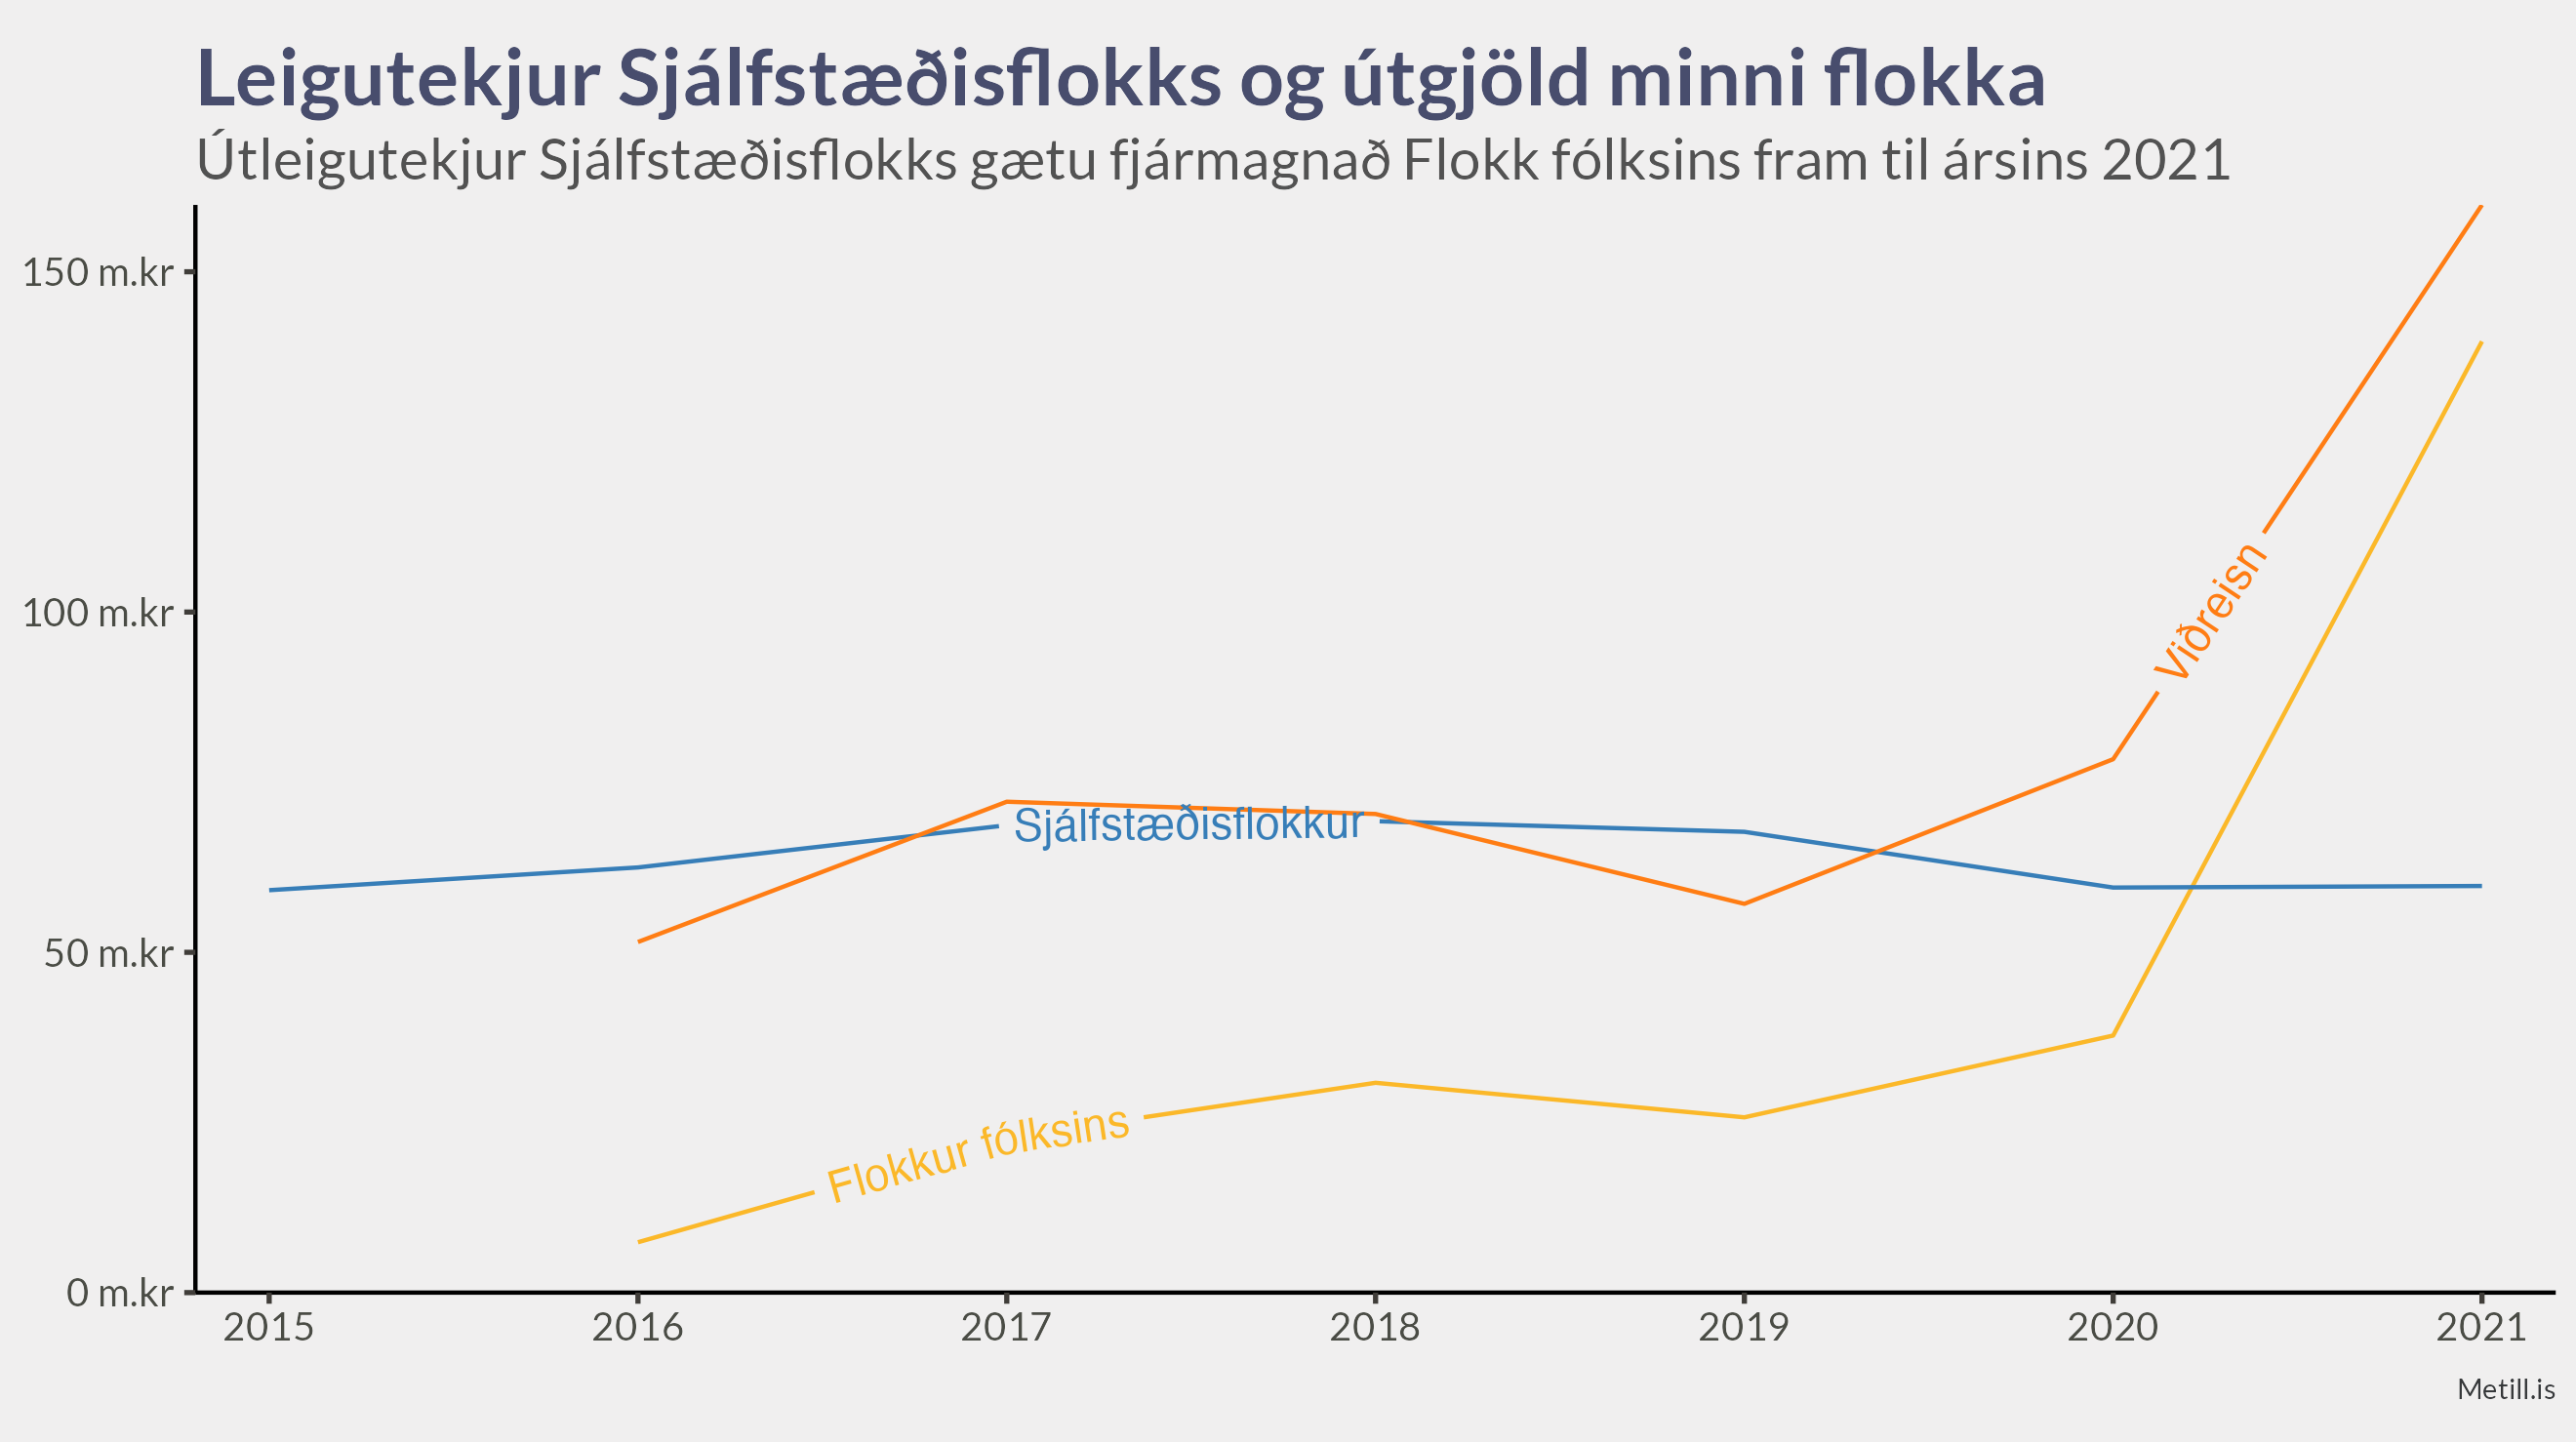 Leigutekjur Sjálfstæðisflokks og útgjöld minni flokka
Útleigutekjur Sjálfstæðisflokks gætu fjármagnað Flokk fólksins fram til ársins 2021
150 m.kr
100 m.kr
50 m.kr
0 m.kr
Viðreisn
Sjálfstæðisflokkur
Flokkur fólksins
2015 2016 2017 2018 2019 2020 2021
Metill.is